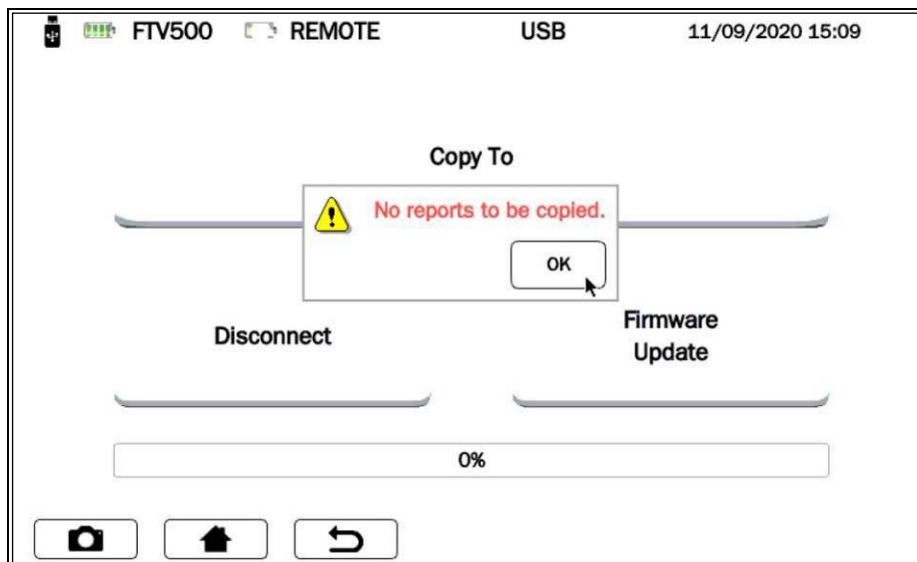 FTV500 REMOTE USB 11/09/2020 15:09
Copy To
No reports to be copied.
OK
Disconnect
Firmware
Update
0%